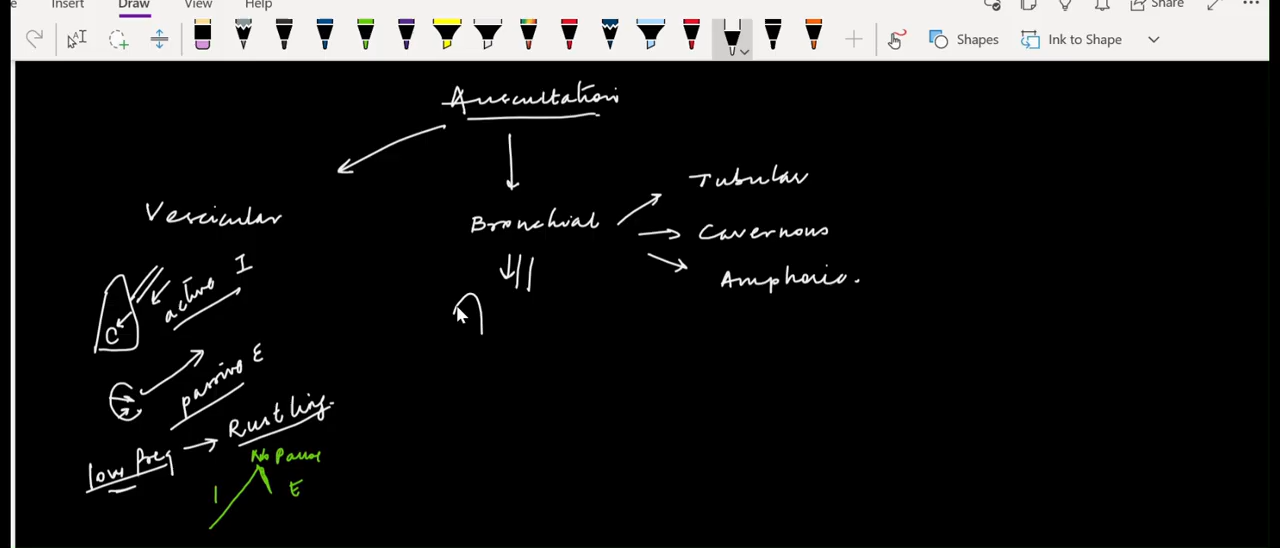 Insert Draw View Help Share
Shapes Ink to Shape
Auscultation
Vescicular
Bronchial
Tubular
Cavernous
Amphoric.
active I
C
passive E
low freq → Rustling.
No Pause
I E